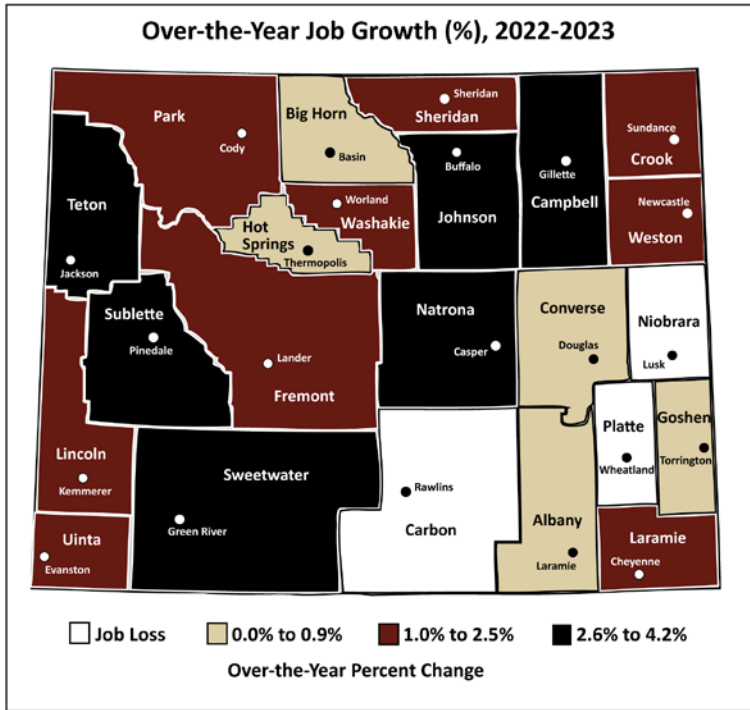 Over-the-Year Job Growth (%), 2022-2023
Park
Cody
Big Horn
Basin
Sheridan
Sheridan
Sundance
Crook
Buffalo
Johnson
Gillette
Campbell
Newcastle
Weston
Teton
Jackson
Worland
Washakie
Hot
Springs
Thermopolis
Sublette
Pinedale
Lander
Fremont
Natrona
Casper
Converse
Douglas
Niobrara
Lusk
Lincoln
Kemmerer
Sweetwater
Green River
Rawlins
Carbon
Platte
Wheatland
Goshen
Torrington
Uinta
Evanston
Albany
Laramie
Laramie
Cheyenne
Job Loss 0.0% to 0.9% 1.0% to 2.5% 2.6% to 4.2%
Over-the-Year Percent Change